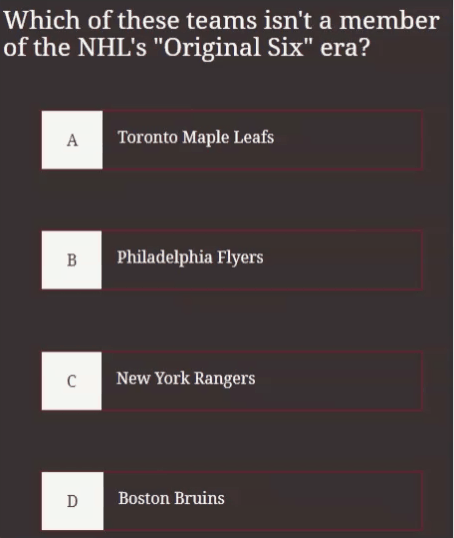 Which of these teams isn't a member
of the NHL's "Original Six" era?
A Toronto Maple Leafs
B Philadelphia Flyers
C New York Rangers
D Boston Bruins